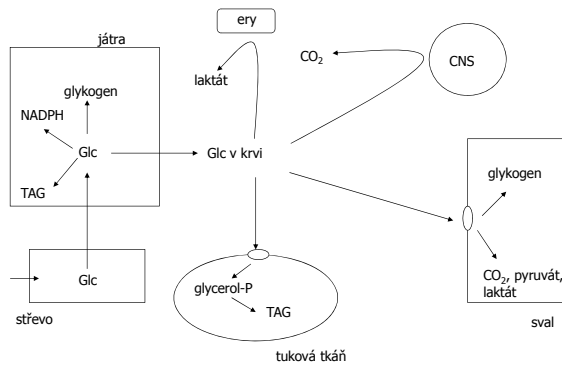 ery
játra
CO2
CNS
laktát
glykogen
NADPH
Glc
Glc v krvi
glykogen
TAG
Glc
glycerol-P
TAG
CO2, pyruvát,
laktát
střevo
sval
tuková tkáň